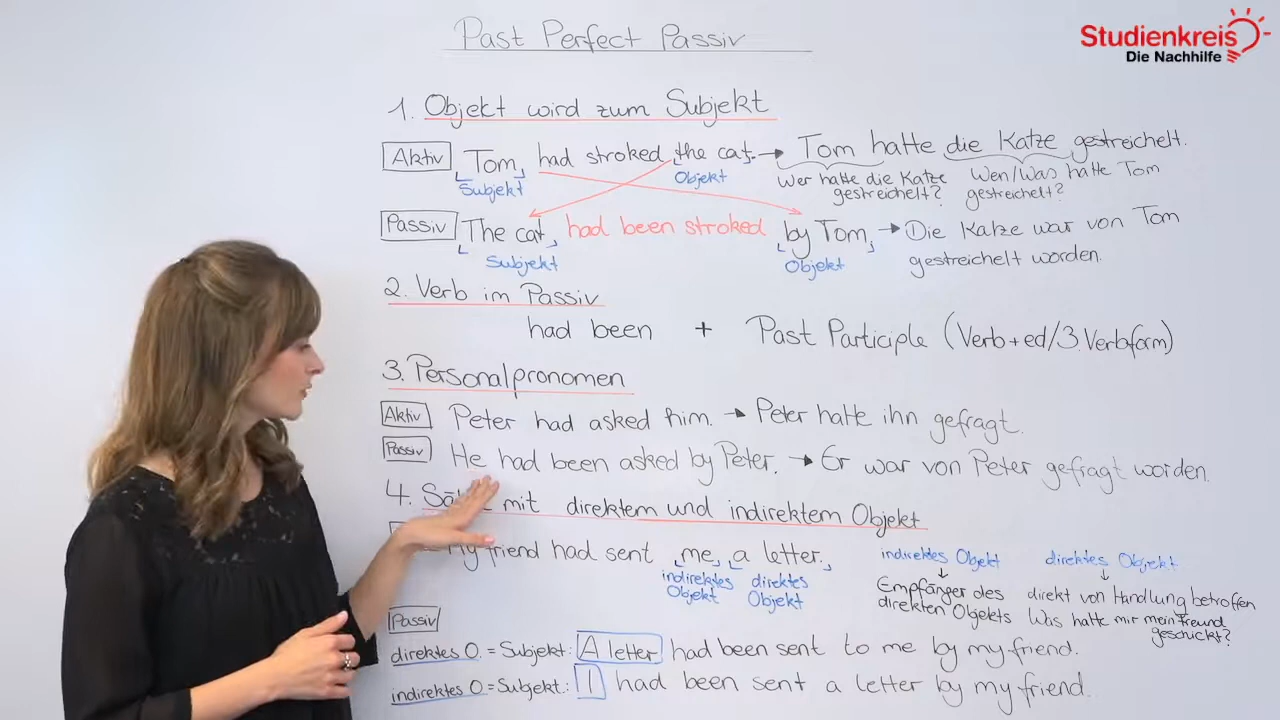 Studienkreis
Die Nachhilfe
Past Perfect Passiv
1. Objekt wird zum Subjekt
Aktiv Tom had stroked the cat. → Tom hatte die Katze gestreichelt.
Subjekt Objekt Wer hatte die Katze gestreichelt? Wen/Was hatte Tom gestreichelt?
Passiv The cat had been stroked by Tom. → Die Katze war von Tom
Subjekt Objekt gestreichelt worden.
2. Verb im Passiv
had been + Past Participle (Verb+ed/3.Verbform)
3. Personalpronomen
Aktiv Peter had asked him. → Peter hatte ihn gefragt.
Passiv He had been asked by Peter. → Er war von Peter gefragt worden.
4. mit direktem und indirektem Objekt
My friend had sent me a letter. indirektes Objekt direktes Objekt
indirektes Objekt direktes Objekt Empfänger des direkten Objekts direkt von Handlung betroffen
Was hatte mir mein Freund geschickt?
Passiv
direktes O. = Subjekt: A letter had been sent to me by my friend.
indirektes O = Subjekt: I had been sent a letter by my friend.